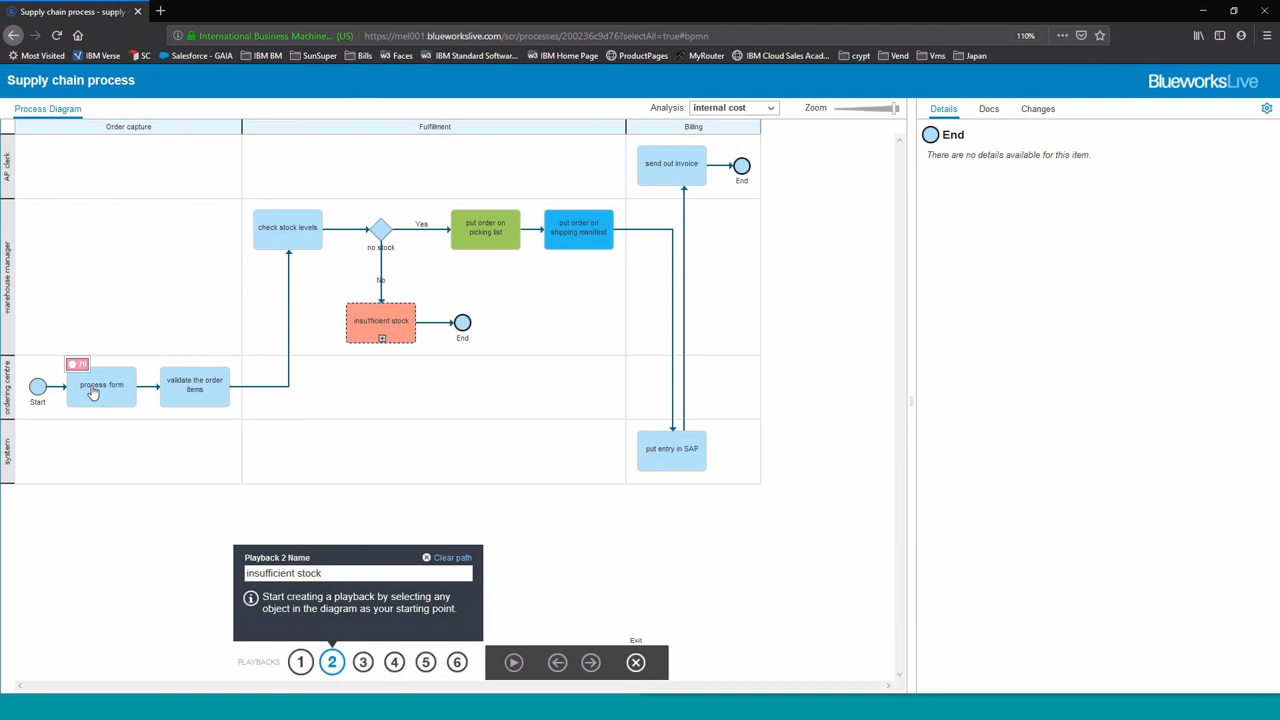 Supply chain process - supply
International Business Machine... (US)
https://mel001.blueworkslive.com/scr/processes/200236c9d76?selectAll=true#bpmn
110%
Most Visited
IBM Verse
SC
Salesforce - GAIA
IBM BM
SunSuper
Bills
w3 Faces
w3 IBM Standard Softwar...
w3 IBM Home Page
ProductPages
MyRouter
IBM Cloud Sales Acad...
crypt
Vend
Vms
Japan
Supply chain process
BlueworksLive
Process Diagram
Analysis:
internal cost
Zoom
Details
Docs
Changes
Order capture
Fulfillment
Billing
End
There are no details available for this item.
AP clerk
send out invoice
End
warehouse manager
check stock levels
no stock
Yes
put order on
picking list
put order on
shipping manifest
No
insufficient stock
End
ordering centre
70
Start
process form
validate the order
items
system
put entry in SAP
Playback 2 Name
Clear path
insufficient stock
Start creating a playback by selecting any
object in the diagram as your starting point.
Exit
PLAYBACKS
1
2
3
4
5
6